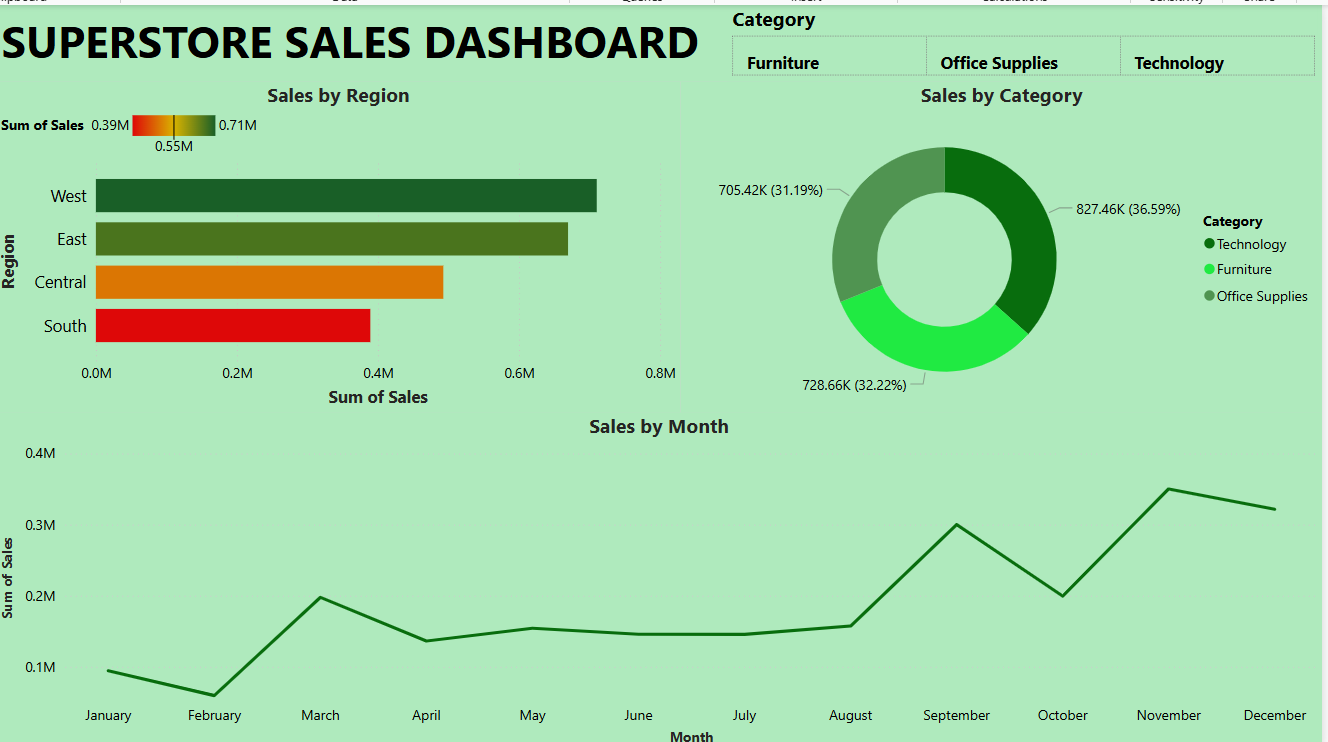 SUPERSTORE SALES DASHBOARD
Category
Furniture
Office Supplies
Technology
Sales by Region
Sum of Sales 0.39M 0.71M
0.55M
Region
West
East
Central
South
0.0M 0.2M 0.4M 0.6M 0.8M
Sum of Sales
Sales by Category
705.42K (31.19%)
827.46K (36.59%)
728.66K (32.22%)
Category
Technology
Furniture
Office Supplies
Sales by Month
Sum of Sales
0.4M
0.3M
0.2M
0.1M
January February March April May June July August September October November December
Month